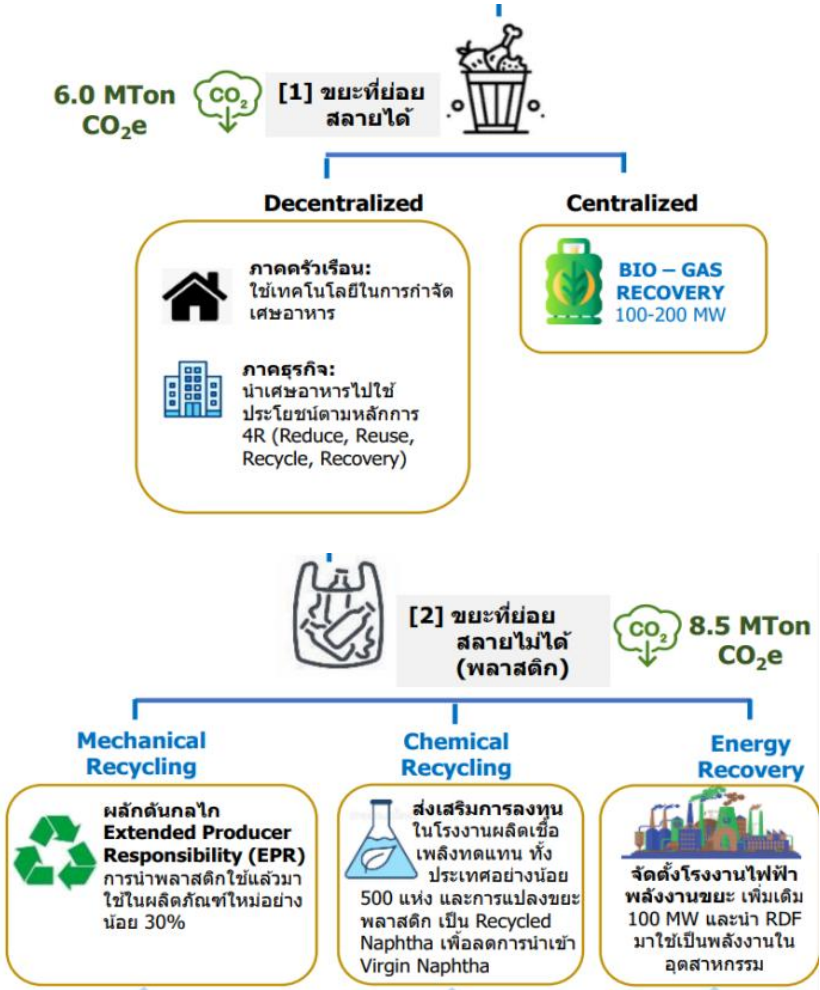 6.0 MTon
CO₂e
CO₂
[1] ขยะที่ย่อย
สลายได้
Decentralized
ภาคครัวเรือน:
ใช้เทคโนโลยีในการกำจัด
เศษอาหาร
ภาคธุรกิจ:
นำเศษอาหารไปใช้
ประโยชน์ตามหลักการ
4R (Reduce, Reuse,
Recycle, Recovery)
Centralized
BIO – GAS
RECOVERY
100-200 MW
[2] ขยะที่ย่อย
สลายไม่ได้
(พลาสติก)
CO₂
8.5 MTon
CO₂e
Mechanical
Recycling
ผลักดันกลไก
Extended Producer
Responsibility (EPR)
การนำพลาสติกใช้แล้วมา
ใช้ในผลิตภัณฑ์ใหม่อย่าง
น้อย 30%
Chemical
Recycling
ส่งเสริมการลงทุน
ในโรงงานผลิตเชื้อ
เพลิงทดแทน ทั้ง
ประเทศอย่างน้อย
500 แห่ง และการแปลงขยะ
พลาสติก เป็น Recycled
Naphtha เพื่อลดการนำเข้า
Virgin Naphtha
Energy
Recovery
จัดตั้งโรงงานไฟฟ้า
พลังงานขยะ เพิ่มเติม
100 MW และนำ RDF
มาใช้เป็นพลังงานใน
อุตสาหกรรม